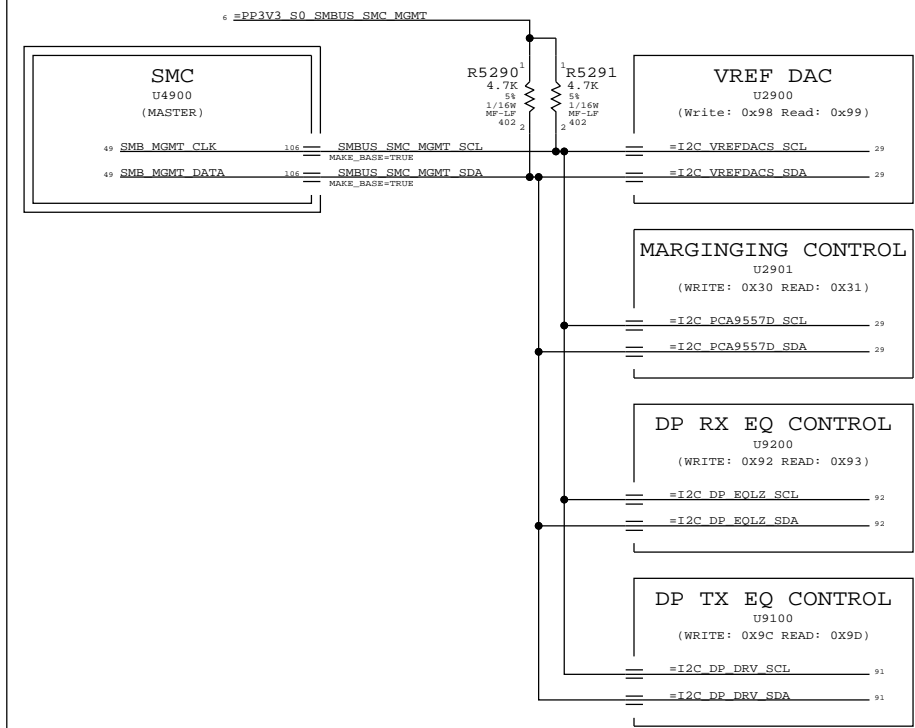 6 =PP3V3_S0_SMBUS_SMC_MGMT
SMC
U4900
(MASTER)
49 SMB_MGMT_CLK 106
49 SMB_MGMT_DATA 106
SMBUS_SMC_MGMT_SCL
MAKE_BASE=TRUE
SMBUS_SMC_MGMT_SDA
MAKE_BASE=TRUE
R5290
4.7K
5%
1/16W
MF-LF
402
1
2
R5291
4.7K
5%
1/16W
MF-LF
402
1
2
VREF DAC
U2900
(Write: 0x98 Read: 0x99)
=I2C_VREFDACS_SCL 29
=I2C_VREFDACS_SDA 29
MARGINGING CONTROL
U2901
(WRITE: 0X30 READ: 0X31)
=I2C_PCA9557D_SCL 29
=I2C_PCA9557D_SDA 29
DP RX EQ CONTROL
U9200
(WRITE: 0X92 READ: 0X93)
=I2C_DP_EQLZ_SCL 92
=I2C_DP_EQLZ_SDA 92
DP TX EQ CONTROL
U9100
(WRITE: 0X9C READ: 0X9D)
=I2C_DP_DRV_SCL 91
=I2C_DP_DRV_SDA 91